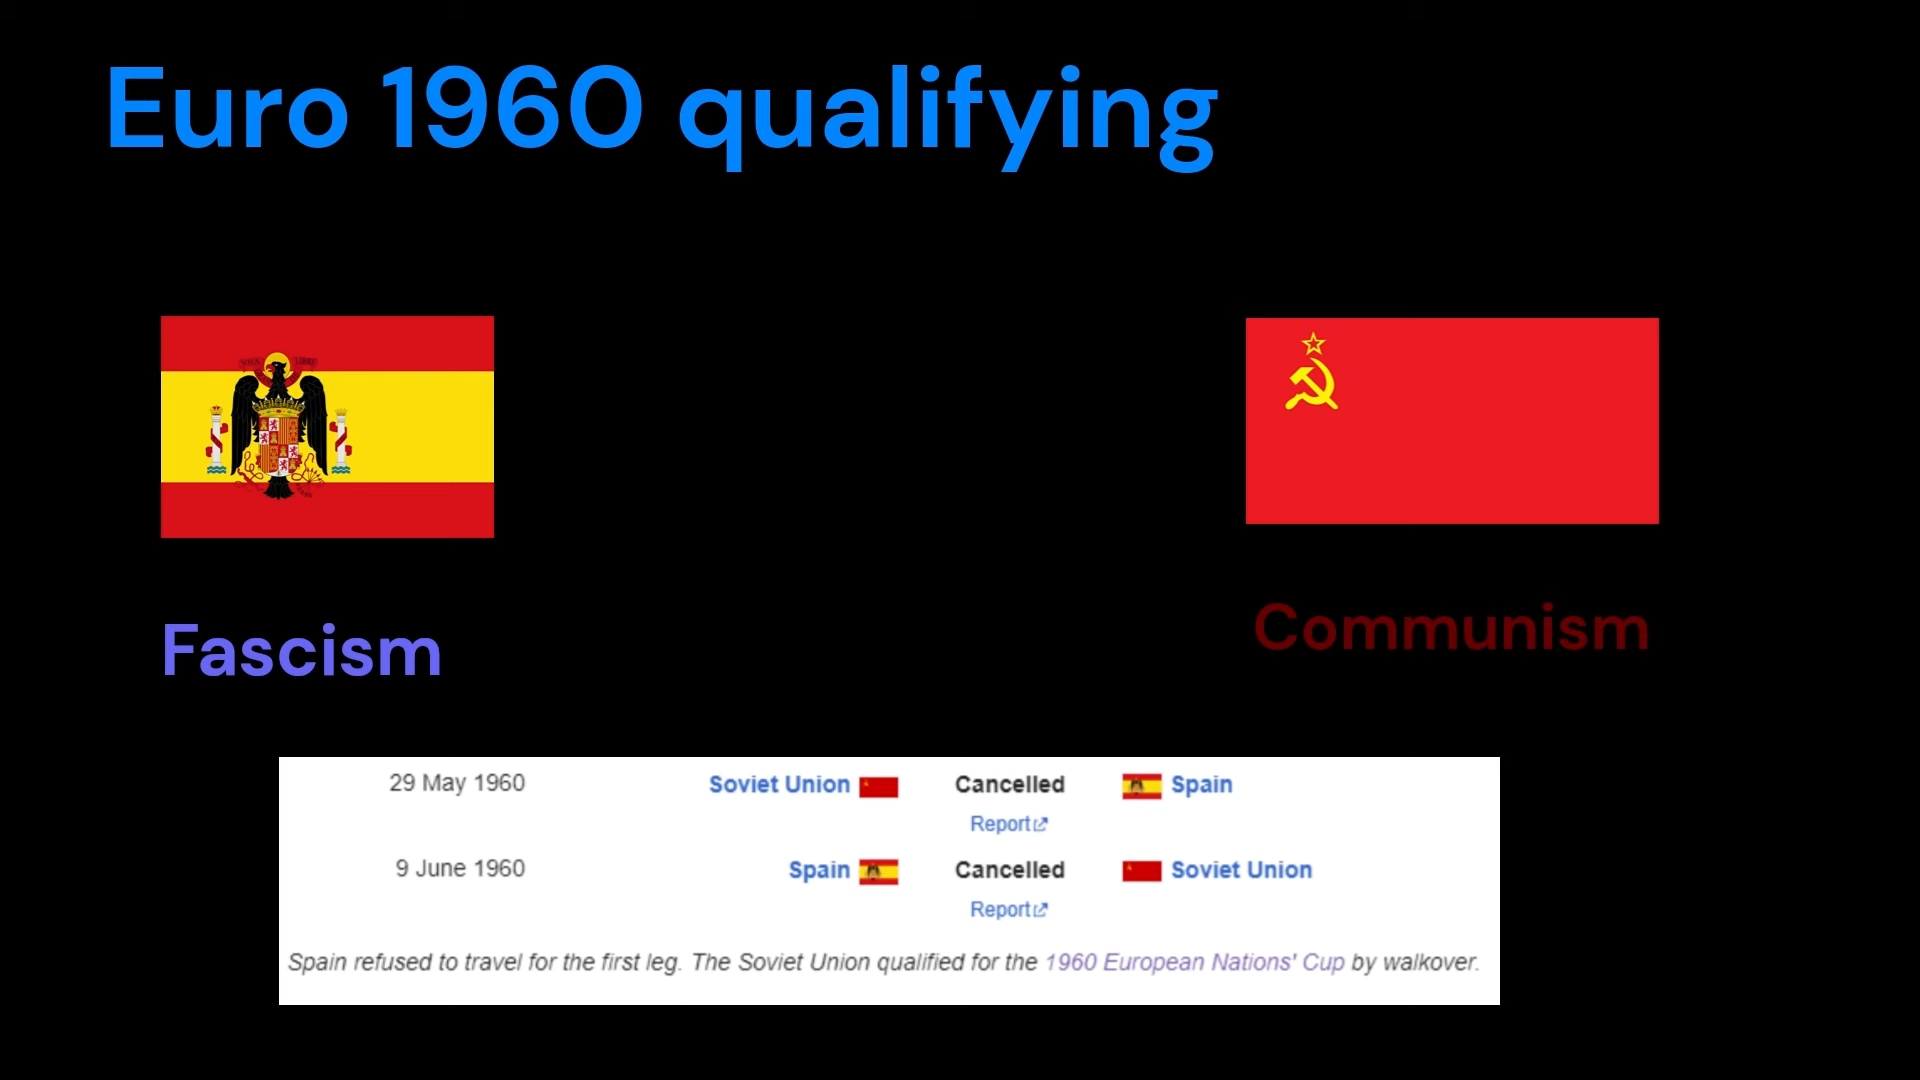 Euro 1960 qualifying
Fascism
Communism
29 May 1960 Soviet Union Cancelled Spain
Report
9 June 1960 Spain Cancelled Soviet Union
Report
Spain refused to travel for the first leg. The Soviet Union qualified for the 1960 European Nations' Cup by walkover.